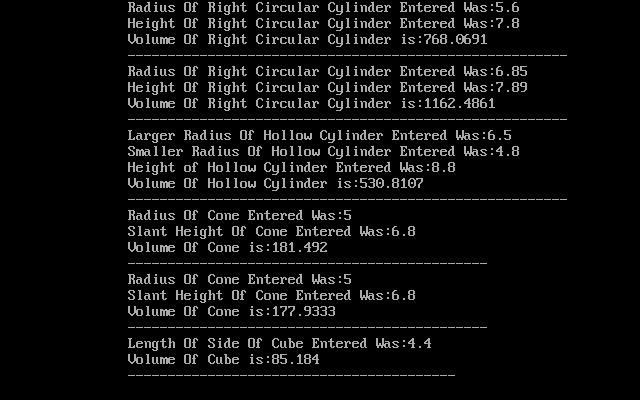 Radius Of Right Circular Cylinder Entered Was:5.6
Height Of Right Circular Cylinder Entered Was:7.8
Volume Of Right Circular Cylinder is:768.0691
-------------------------------------------------------
Radius Of Right Circular Cylinder Entered Was:6.85
Height Of Right Circular Cylinder Entered Was:7.89
Volume Of Right Circular Cylinder is:1162.4861
-------------------------------------------------------
Larger Radius Of Hollow Cylinder Entered Was:6.5
Smaller Radius Of Hollow Cylinder Entered Was:4.8
Height of Hollow Cylinder Entered Was:8.8
Volume Of Hollow Cylinder is:530.8107
-------------------------------------------------------
Radius Of Cone Entered Was:5
Slant Height Of Cone Entered Was:6.8
Volume Of Cone is:181.492
---------------------------------------------
Radius Of Cone Entered Was:5
Slant Height Of Cone Entered Was:6.8
Volume Of Cone is:177.9333
---------------------------------------------
Length Of Side Of Cube Entered Was:4.4
Volume Of Cube is:85.184
-----------------------------------------